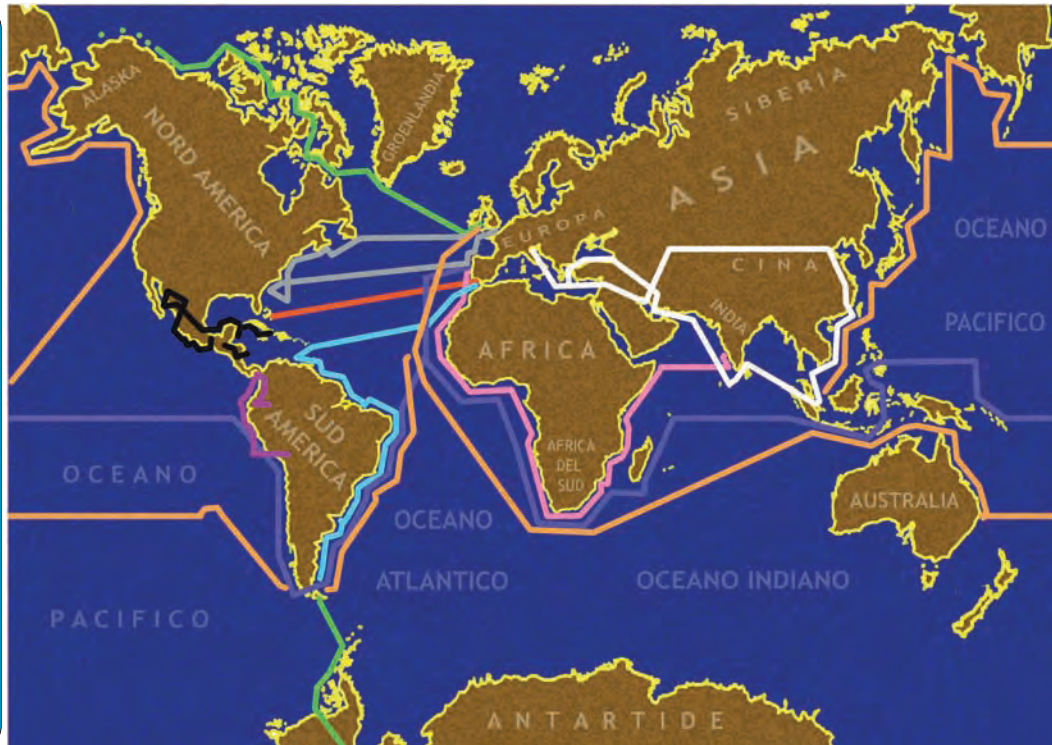 ALASKA
NORD AMERICA
GROENLANDIA
SIBERIA
ASIA
EUROPA
CINA
INDIA
OCEANO
PACIFICO
AFRICA
SUD
AMERICA
AFRICA
DEL
SUD
OCEANO
PACIFICO
OCEANO
ATLANTICO
OCEANO INDIANO
AUSTRALIA
ANTARTIDE